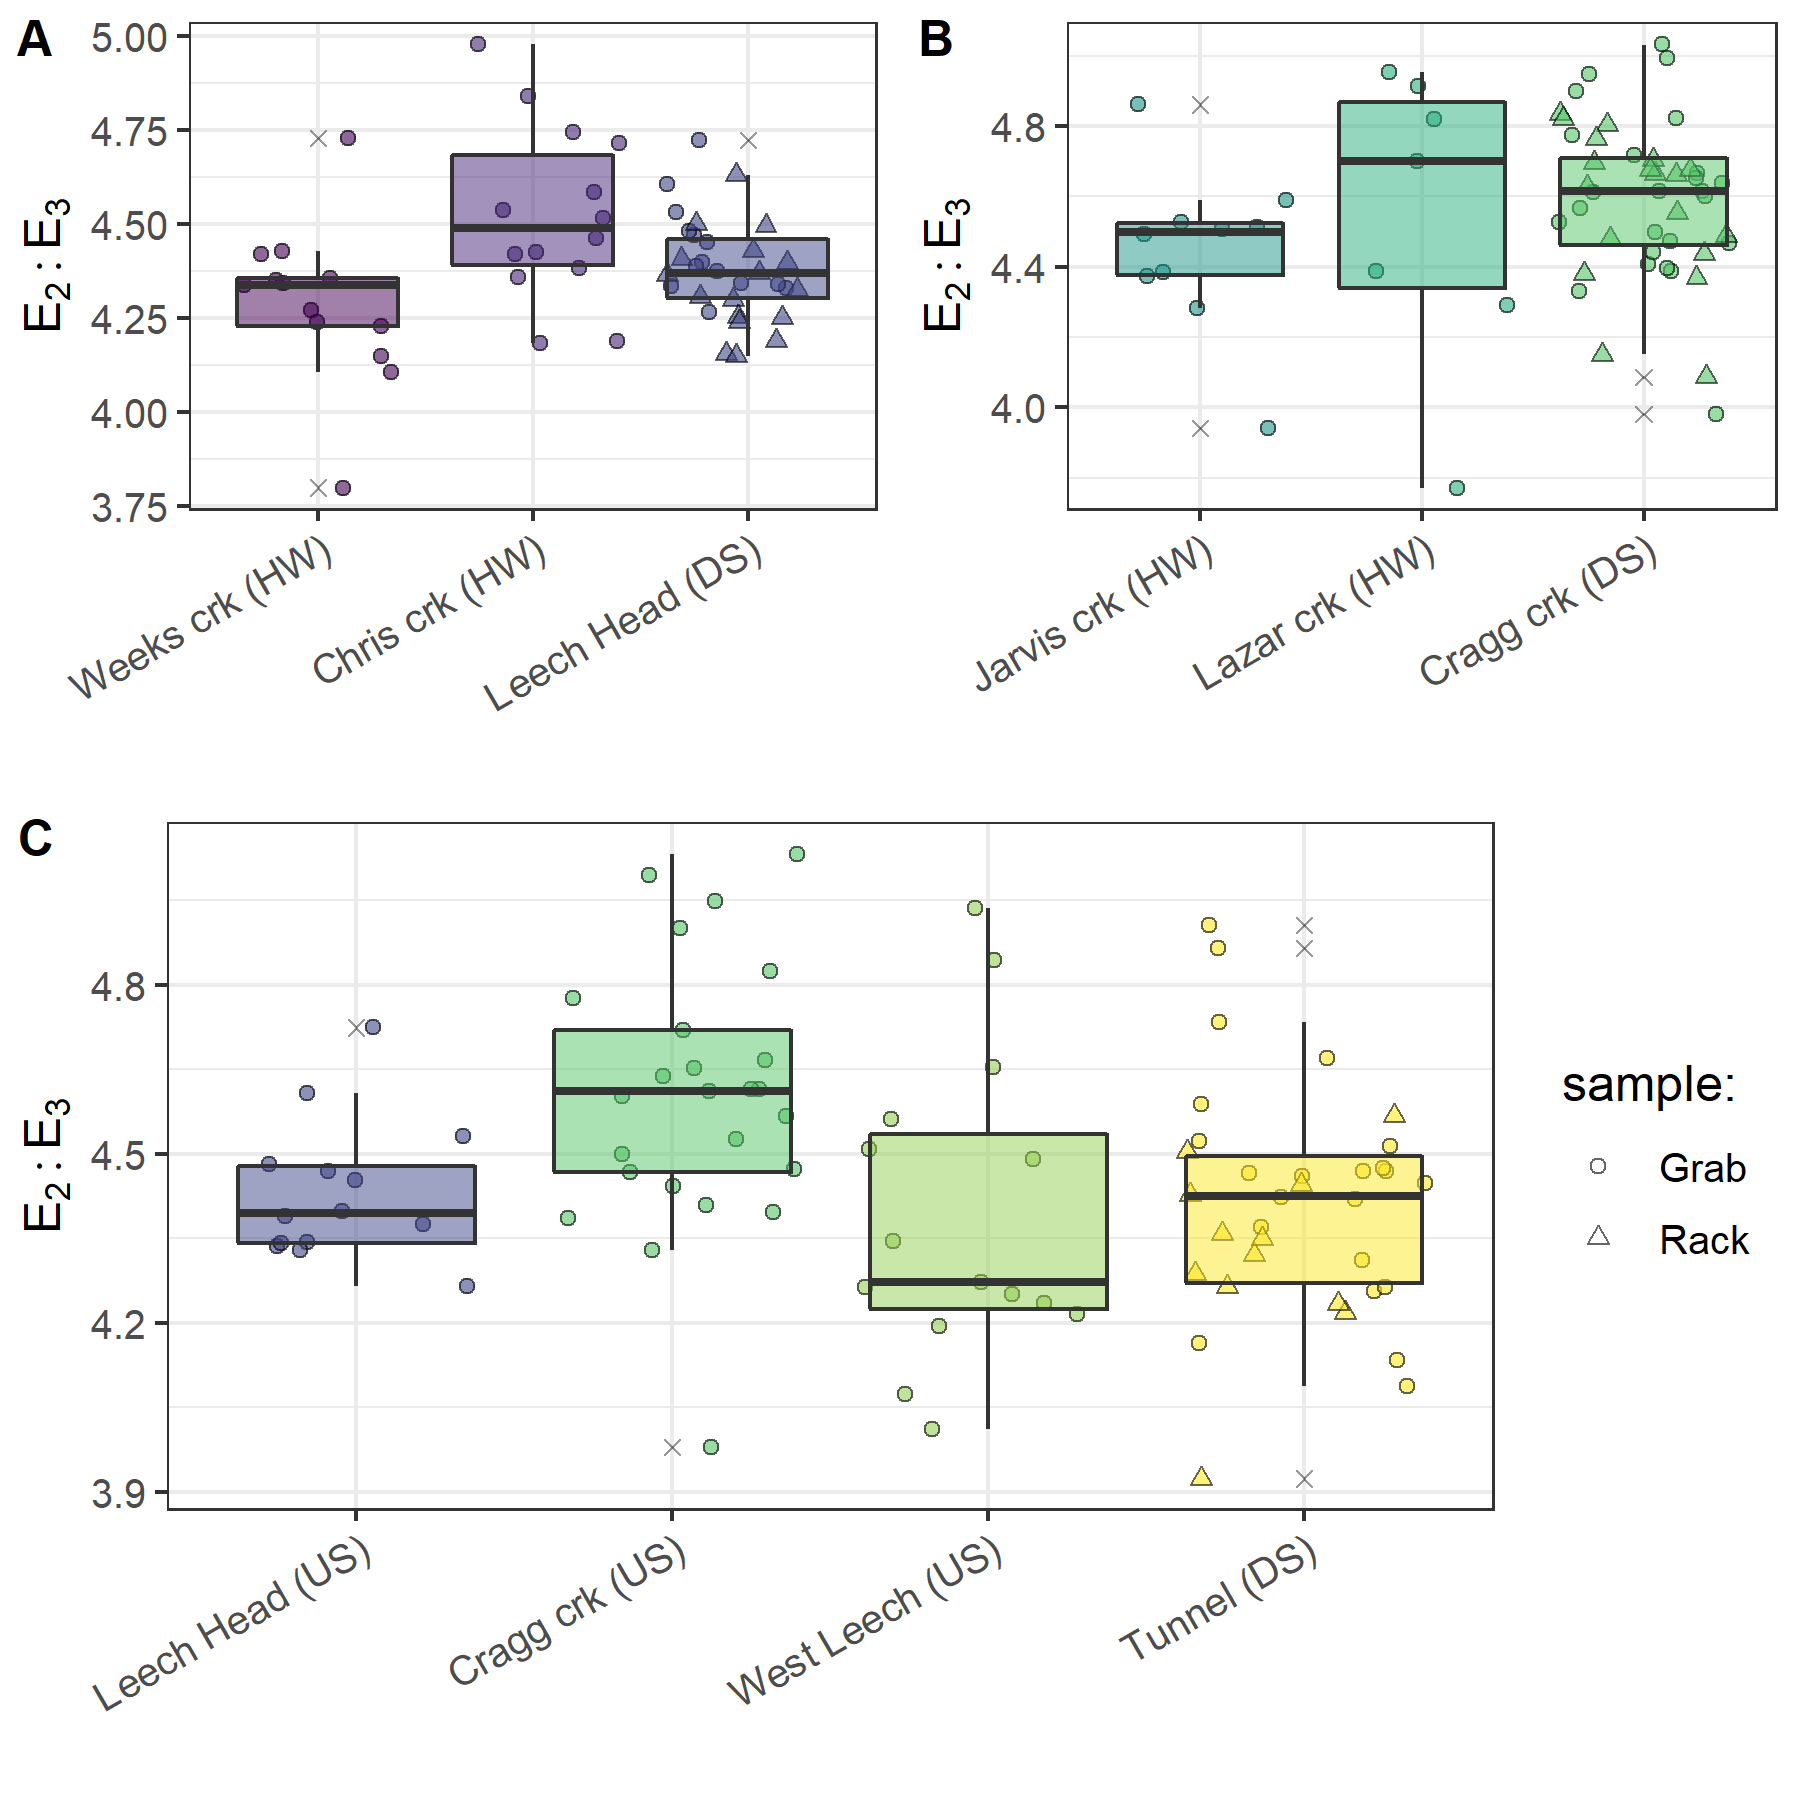 A
E2 : E3
5.00
4.75
4.50
4.25
4.00
3.75
Weeks crk (HW)
Chris crk (HW)
Leech Head (DS)
B
E2 : E3
4.8
4.4
4.0
Jarvis crk (HW)
Lazar crk (HW)
Cragg crk (DS)
C
E2 : E3
4.8
4.5
4.2
3.9
Leech Head (US)
Cragg crk (US)
West Leech (US)
Tunnel (DS)
sample:
Grab
Rack